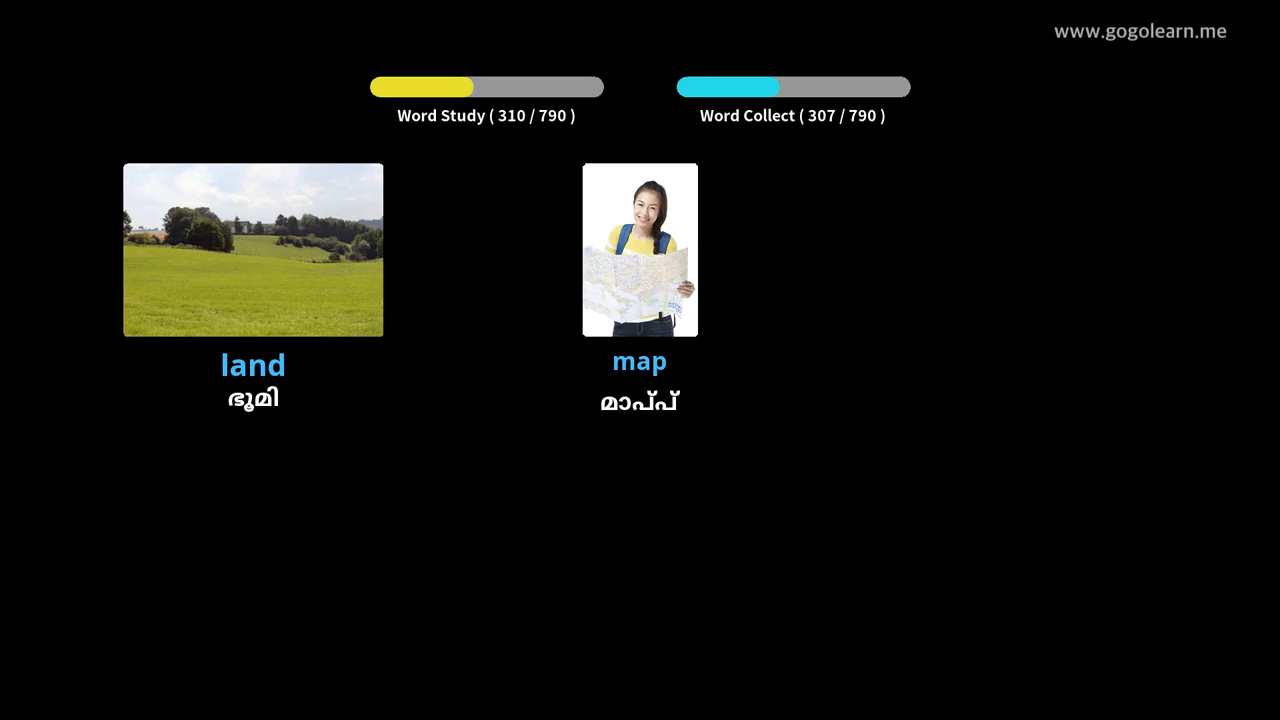 www.gogolearn.me
Word Study ( 310 / 790 )
Word Collect ( 307 / 790 )
land
ഭൂമി
map
മാപ്പ്